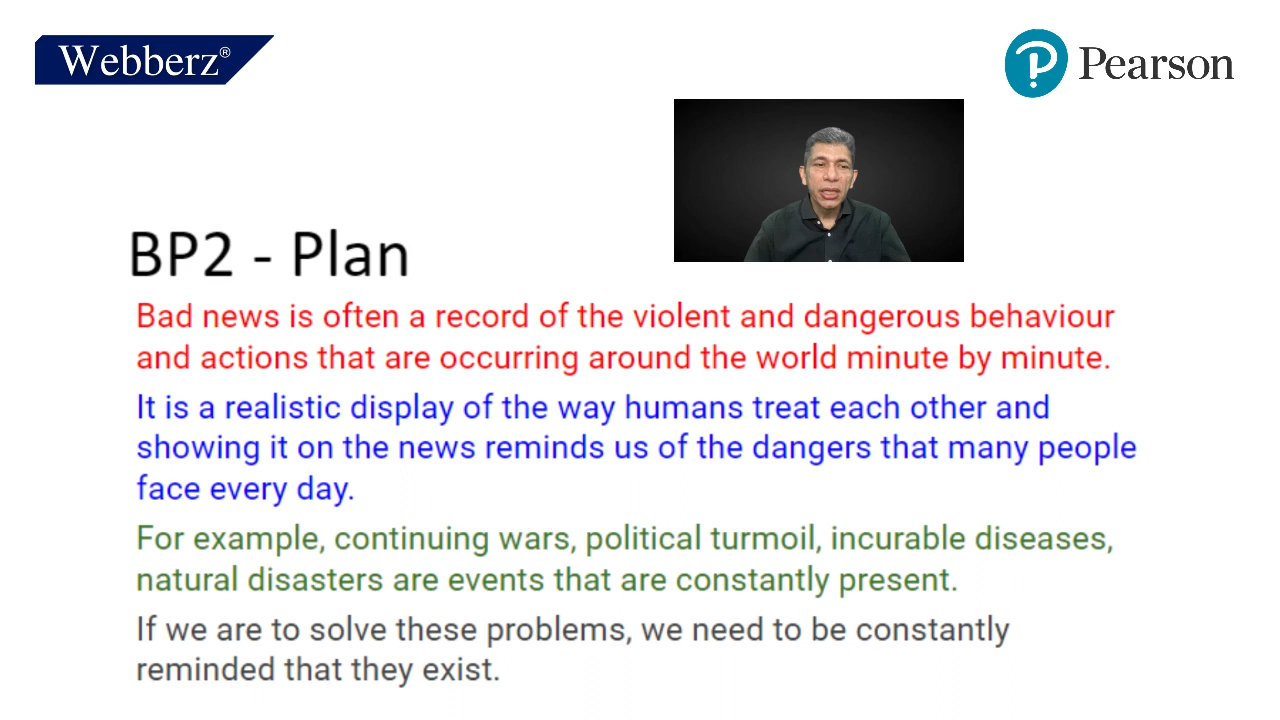 Webberz®
Pearson
BP2 - Plan
Bad news is often a record of the violent and dangerous behaviour
and actions that are occurring around the world minute by minute.
It is a realistic display of the way humans treat each other and
showing it on the news reminds us of the dangers that many people
face every day.
For example, continuing wars, political turmoil, incurable diseases,
natural disasters are events that are constantly present.
If we are to solve these problems, we need to be constantly
reminded that they exist.